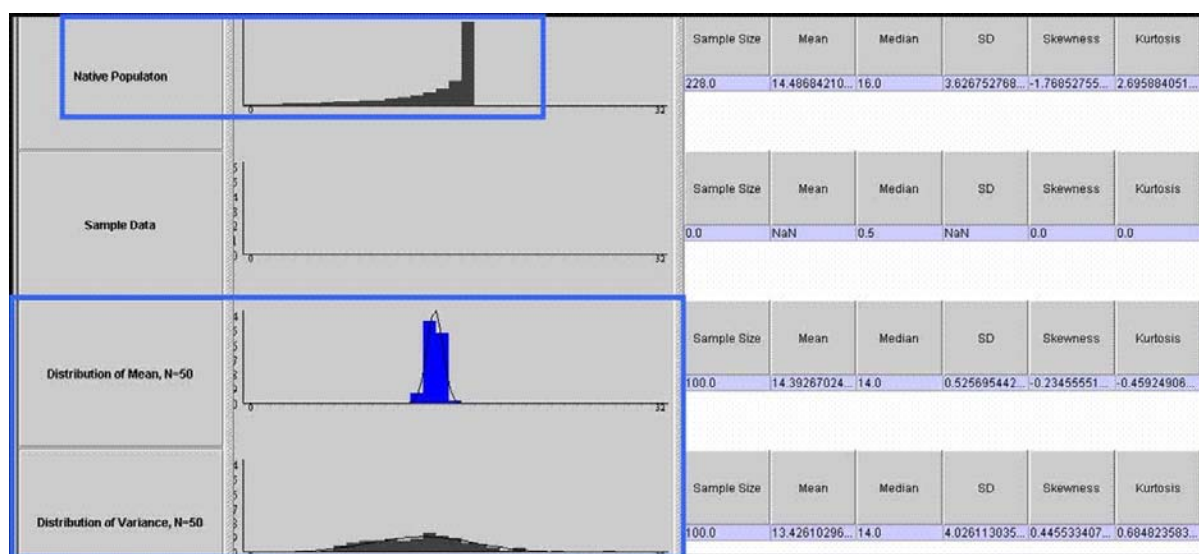 Native Populaton
0 32
Sample Size Mean Median SD Skewness Kurtosis
228.0 14.48684210... 16.0 3.626752768... -1.76852755... 2.695884051...
Sample Data
0 32
Sample Size Mean Median SD Skewness Kurtosis
0.0 NaN 0.5 NaN 0.0 0.0
Distribution of Mean, N=50
0 32
Sample Size Mean Median SD Skewness Kurtosis
100.0 14.39267024... 14.0 0.525695442... -0.23455551... -0.45924906...
Distribution of Variance, N=50
Sample Size Mean Median SD Skewness Kurtosis
100.0 13.42610296... 14.0 4.026113035... 0.445533407... 0.684823583...